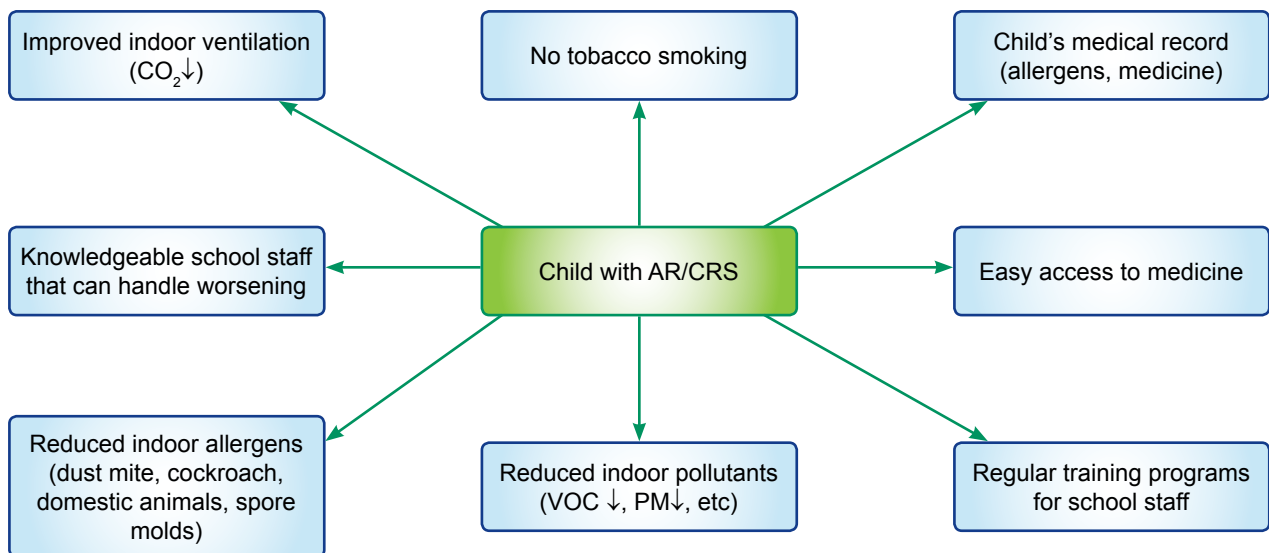 Improved indoor ventilation
(CO₂↓)
No tobacco smoking
Child’s medical record
(allergens, medicine)
Knowledgeable school staff
that can handle worsening
Child with AR/CRS
Easy access to medicine
Reduced indoor allergens
(dust mite, cockroach,
domestic animals, spore
molds)
Reduced indoor pollutants
(VOC ↓, PM↓, etc)
Regular training programs
for school staff